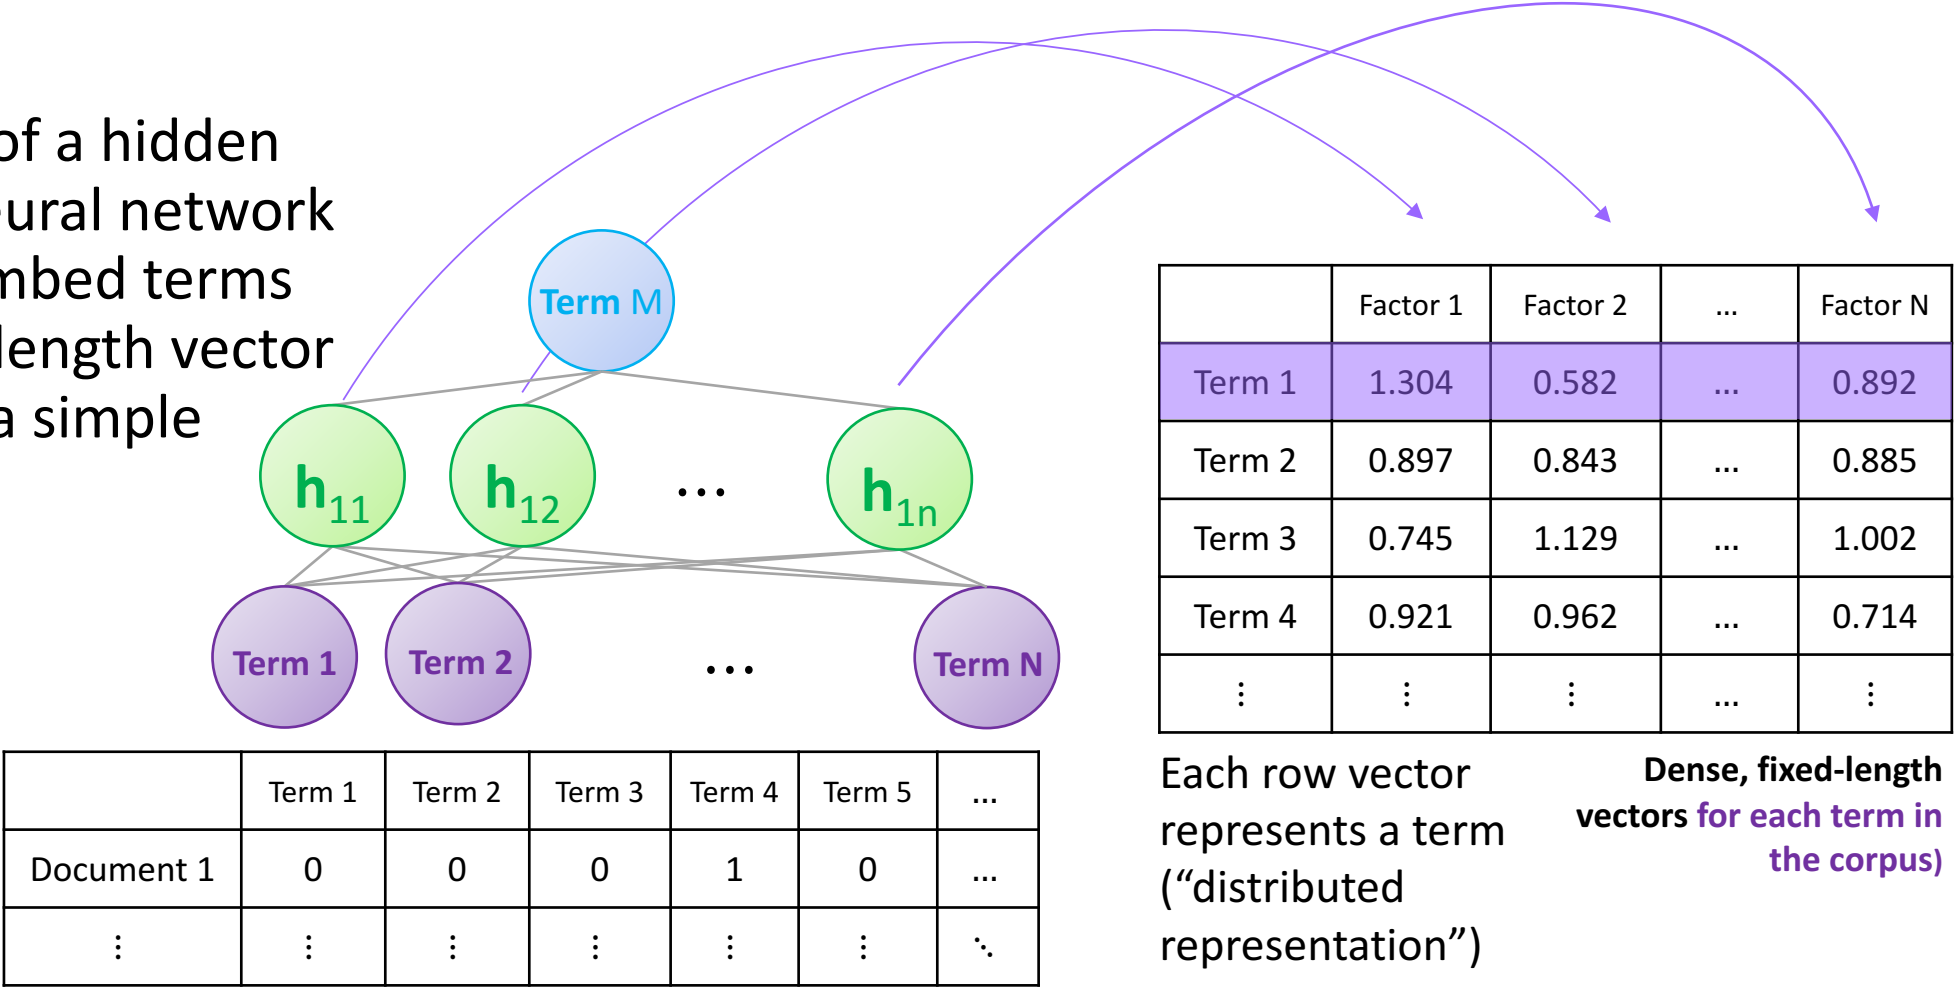 of a hidden
eural network
mbed terms
length vector
a simple
Term M
h11 h12 ... h1n
Term 1 Term 2 ... Term N
Term 1 Term 2 Term 3 Term 4 Term 5 ...
Document 1 0 0 0 1 0 ...
⋮ ⋮ ⋮ ⋮ ⋮ ⋮ ⋱
Factor 1 Factor 2 ... Factor N
Term 1 1.304 0.582 ... 0.892
Term 2 0.897 0.843 ... 0.885
Term 3 0.745 1.129 ... 1.002
Term 4 0.921 0.962 ... 0.714
⋮ ⋮ ⋮ ... ⋮
Each row vector
represents a term
(“distributed
representation”)
Dense, fixed-length
vectors for each term in
the corpus)